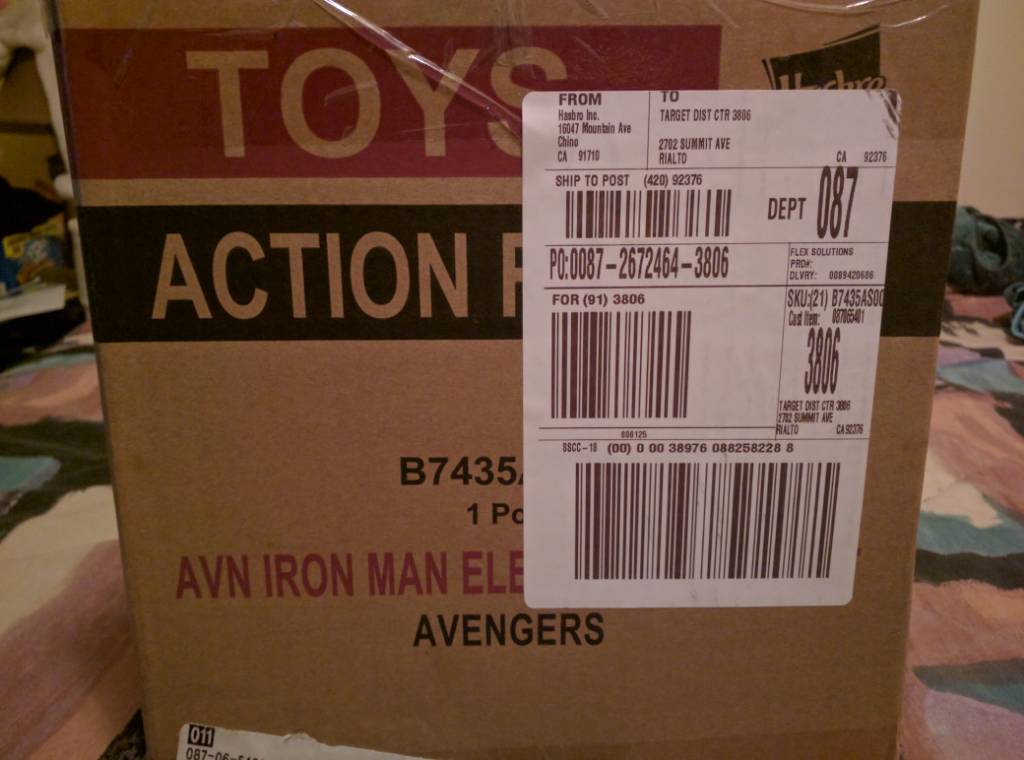 TOYS
Hasbro
ACTION F
B7435
1 Pc
AVN IRON MAN ELE
AVENGERS
FROM
Hasbro Inc.
16047 Mountain Ave
Chino
CA 91710
TO
TARGET DIST CTR 3806
2702 SUMMIT AVE
RIALTO CA 92376
SHIP TO POST (420) 92376
DEPT 087
PO:0087-2672464-3806
FLEX SOLUTIONS
PRO#:
DLVRY: 0089420686
FOR (91) 3806
SKU:(21) B7435AS00
Cust Item: 087065401
3806
TARGET DIST CTR 3806
2702 SUMMIT AVE
RIALTO CA 92376
806125
SSCC-18 (00) 0 00 38976 088258228 8
011
087-06-540